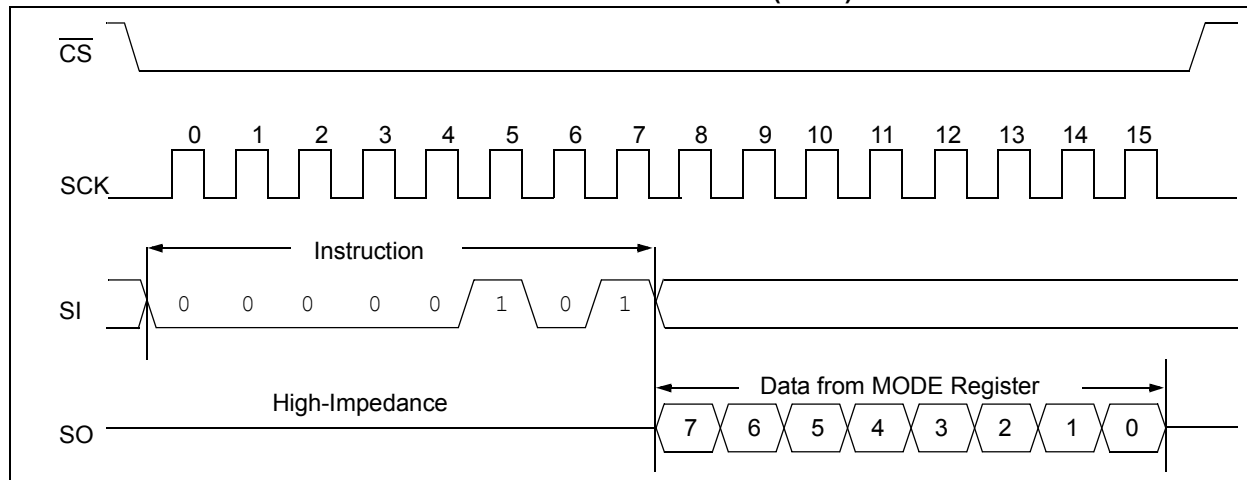 CS
0 1 2 3 4 5 6 7 8 9 10 11 12 13 14 15
SCK
Instruction
SI 0 0 0 0 0 1 0 1
Data from MODE Register
High-Impedance
SO 7 6 5 4 3 2 1 0